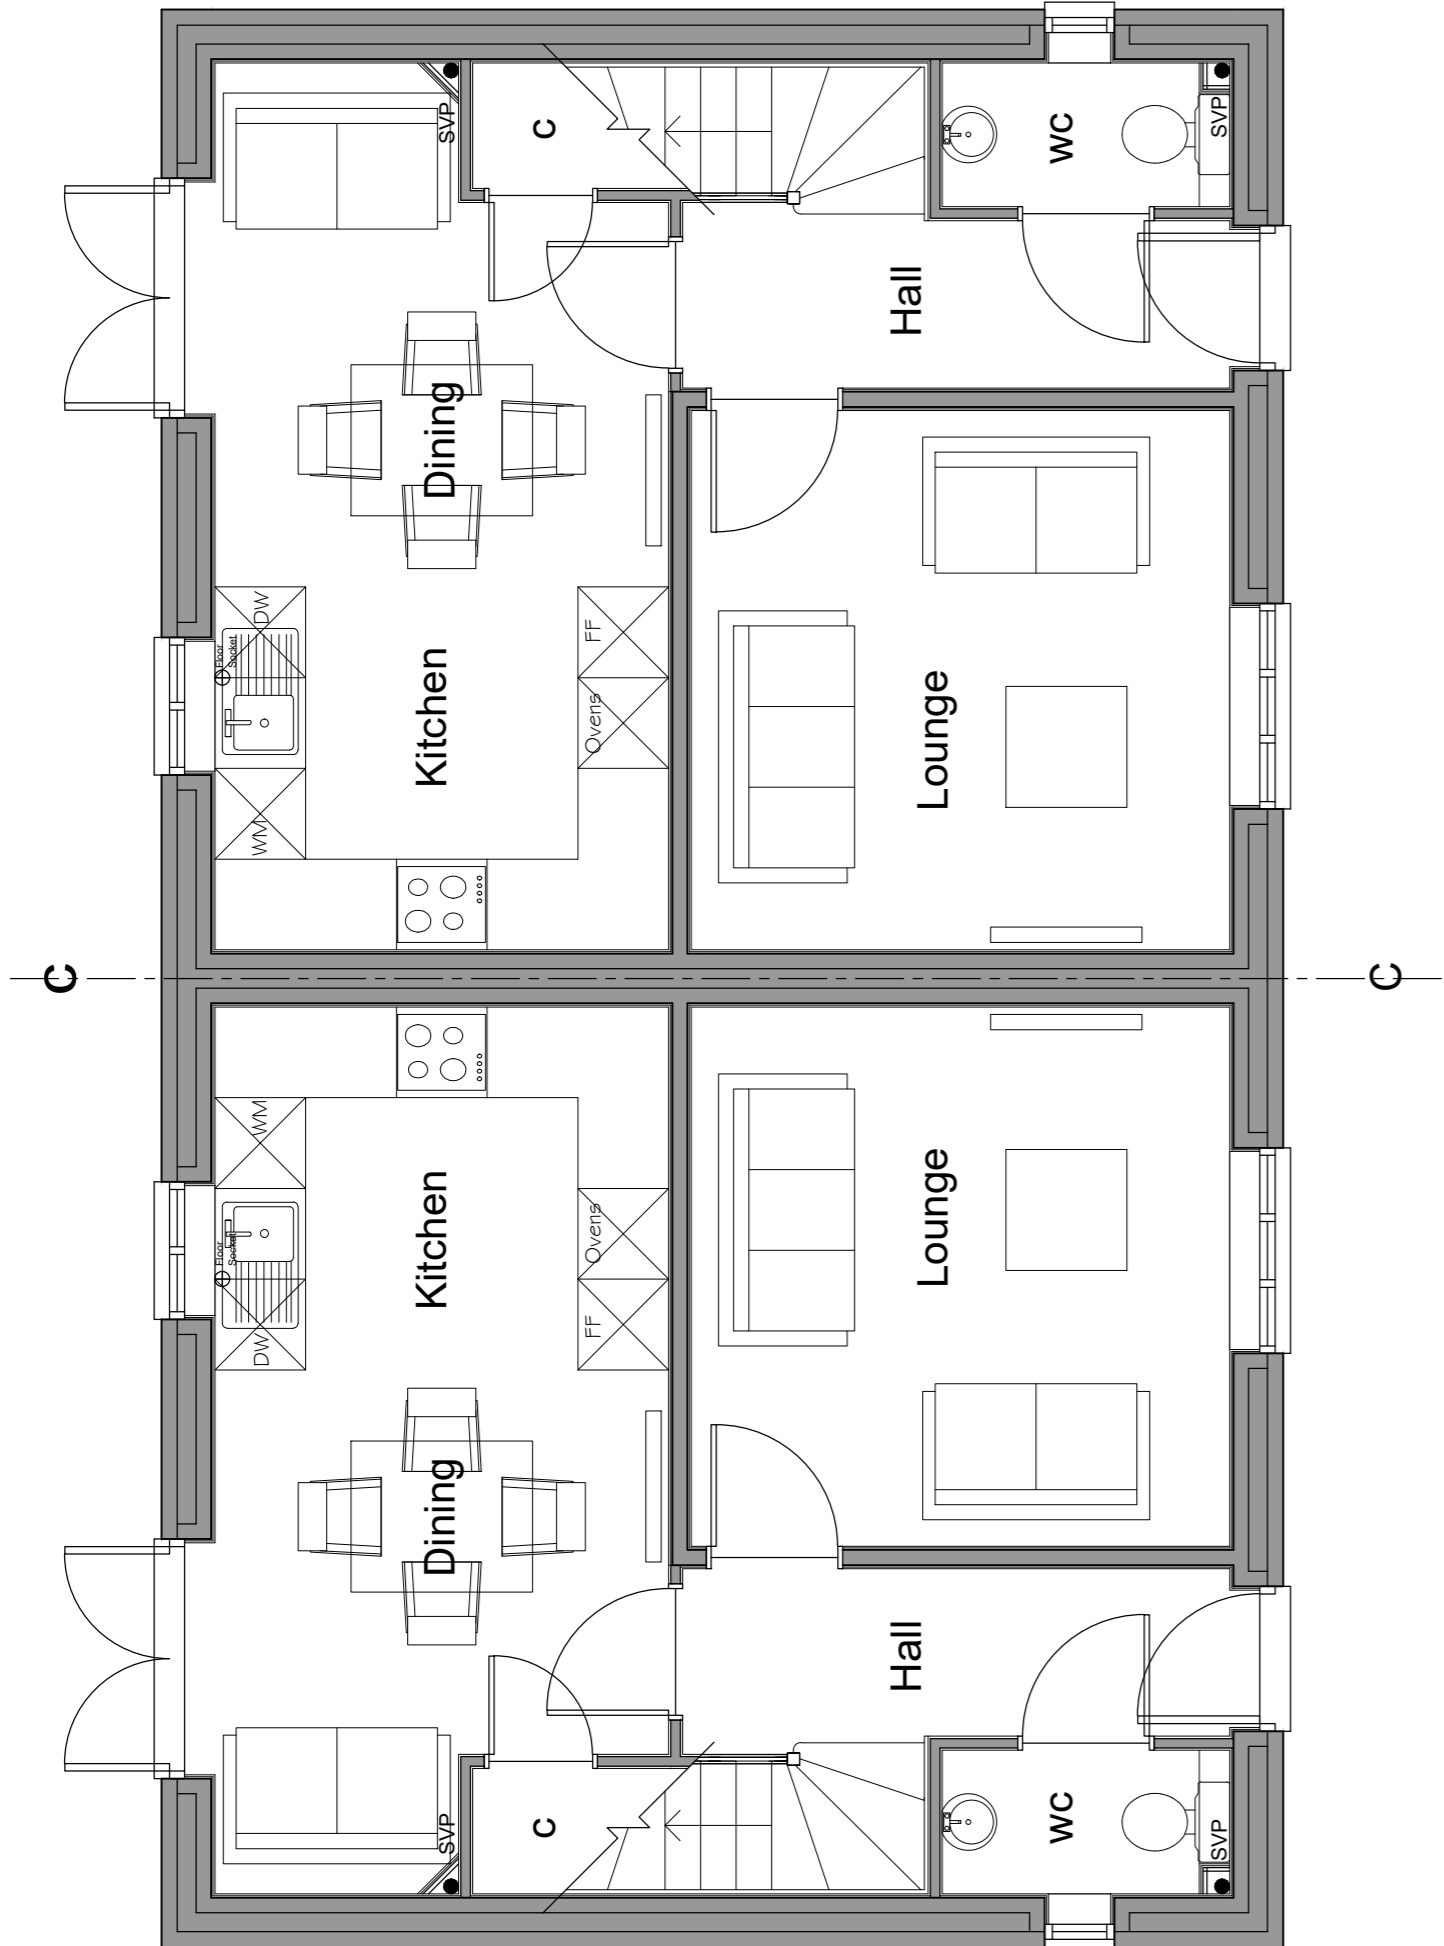 SVP
c
wc
SVP
Hall
Dining
DW
Floor
Socket
FF
Kitchen
Ovens
Lounge
WM
C
C
WM
Kitchen
Ovens
Lounge
Floor
Socket
FF
DW
Dining
Hall
SVP
c
wc
SVP